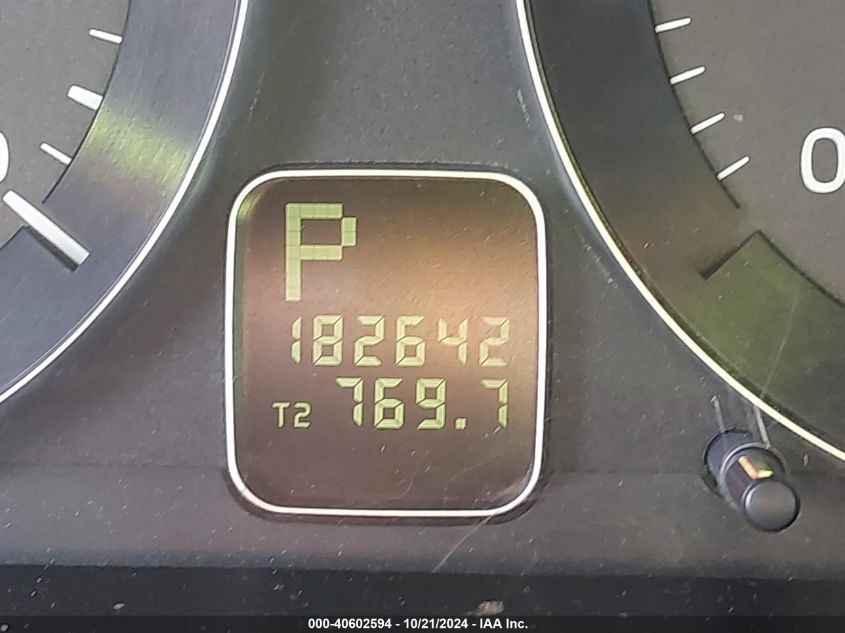 P
182642
T2 769.7
0
000-40602594 - 10/21/2024 - IAA Inc.